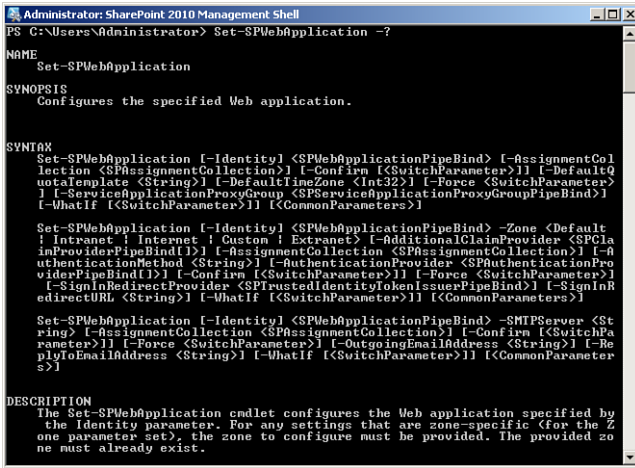 Administrator: SharePoint 2010 Management Shell
PS C:\Users\Administrator> Set-SPWebApplication -?
NAME
Set-SPWebApplication
SYNOPSIS
Configures the specified Web application.
SYNTAX
Set-SPWebApplication [-Identity] <SPWebApplicationPipeBind> [-AssignmentCol
lection <SPAssignmentCollection>] [-Confirm [<SwitchParameter>]] [-DefaultQ
uotaTemplate <String>] [-DefaultTimeZone <Int32>] [-Force <SwitchParameter>
] [-ServiceApplicationProxyGroup <SPServiceApplicationProxyGroupPipeBind>]
[-WhatIf [<SwitchParameter>]] [<CommonParameters>]
Set-SPWebApplication [-Identity] <SPWebApplicationPipeBind> -Zone <Default
| Intranet | Internet | Custom | Extranet> [-AdditionalClaimProvider <SPCla
imProviderPipeBind[]>] [-AssignmentCollection <SPAssignmentCollection>] [-A
uthenticationMethod <String>] [-AuthenticationProvider <SPAuthenticationPro
viderPipeBind[]>] [-Confirm [<SwitchParameter>]] [-Force <SwitchParameter>]
[-SignInRedirectProvider <SPTrustedIdentityTokenIssuerPipeBind>] [-SignInR
edirectURL <String>] [-WhatIf [<SwitchParameter>]] [<CommonParameters>]
Set-SPWebApplication [-Identity] <SPWebApplicationPipeBind> -SMTPServer <St
ring> [-AssignmentCollection <SPAssignmentCollection>] [-Confirm [<SwitchPa
rameter>]] [-Force <SwitchParameter>] [-OutgoingEmailAddress <String>] [-Re
plyToEmailAddress <String>] [-WhatIf [<SwitchParameter>]] [<CommonParameter
s>]
DESCRIPTION
The Set-SPWebApplication cmdlet configures the Web application specified by
the Identity parameter. For any settings that are zone-specific (for the Z
one parameter set), the zone to configure must be provided. The provided zo
ne must already exist.